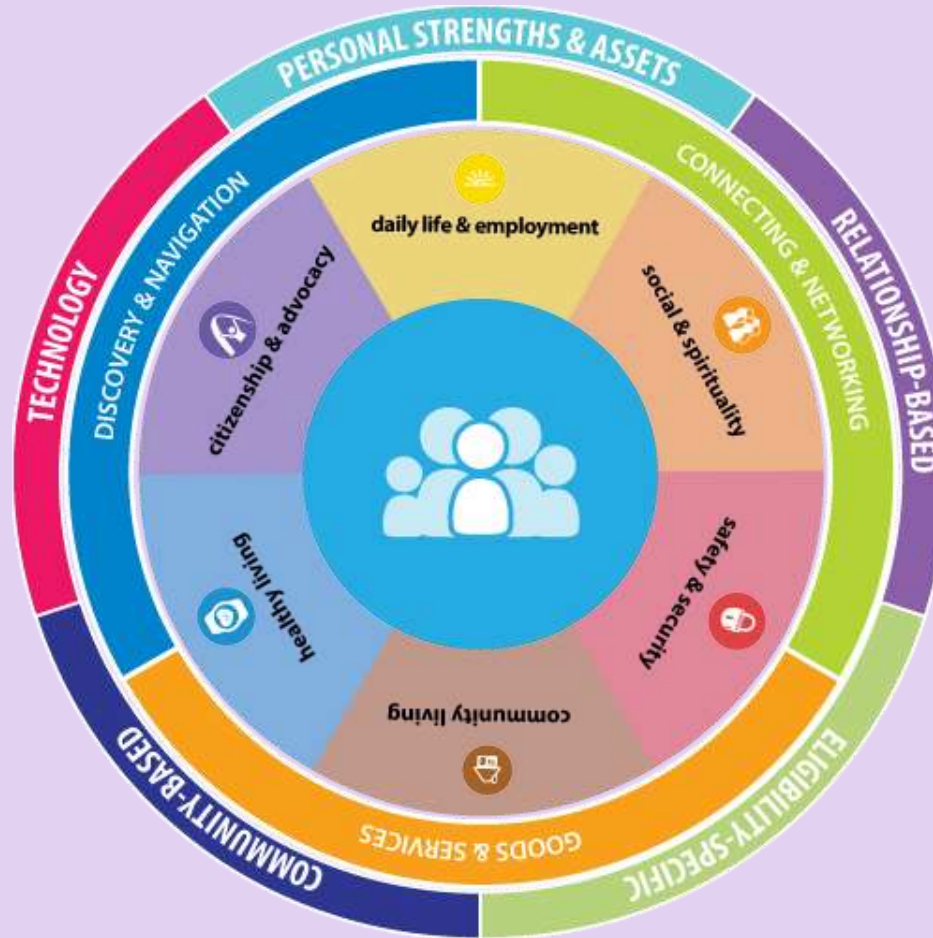 PERSONAL STRENGTHS & ASSETS
RELATIONSHIP-BASED
ELIGIBILITY-SPECIFIC
COMMUNITY-BASED
TECHNOLOGY
DISCOVERY & NAVIGATION
CONNECTING & NETWORKING
GOODS & SERVICES
daily life & employment
social & spirituality
safety & security
community living
healthy living
citizenship & advocacy